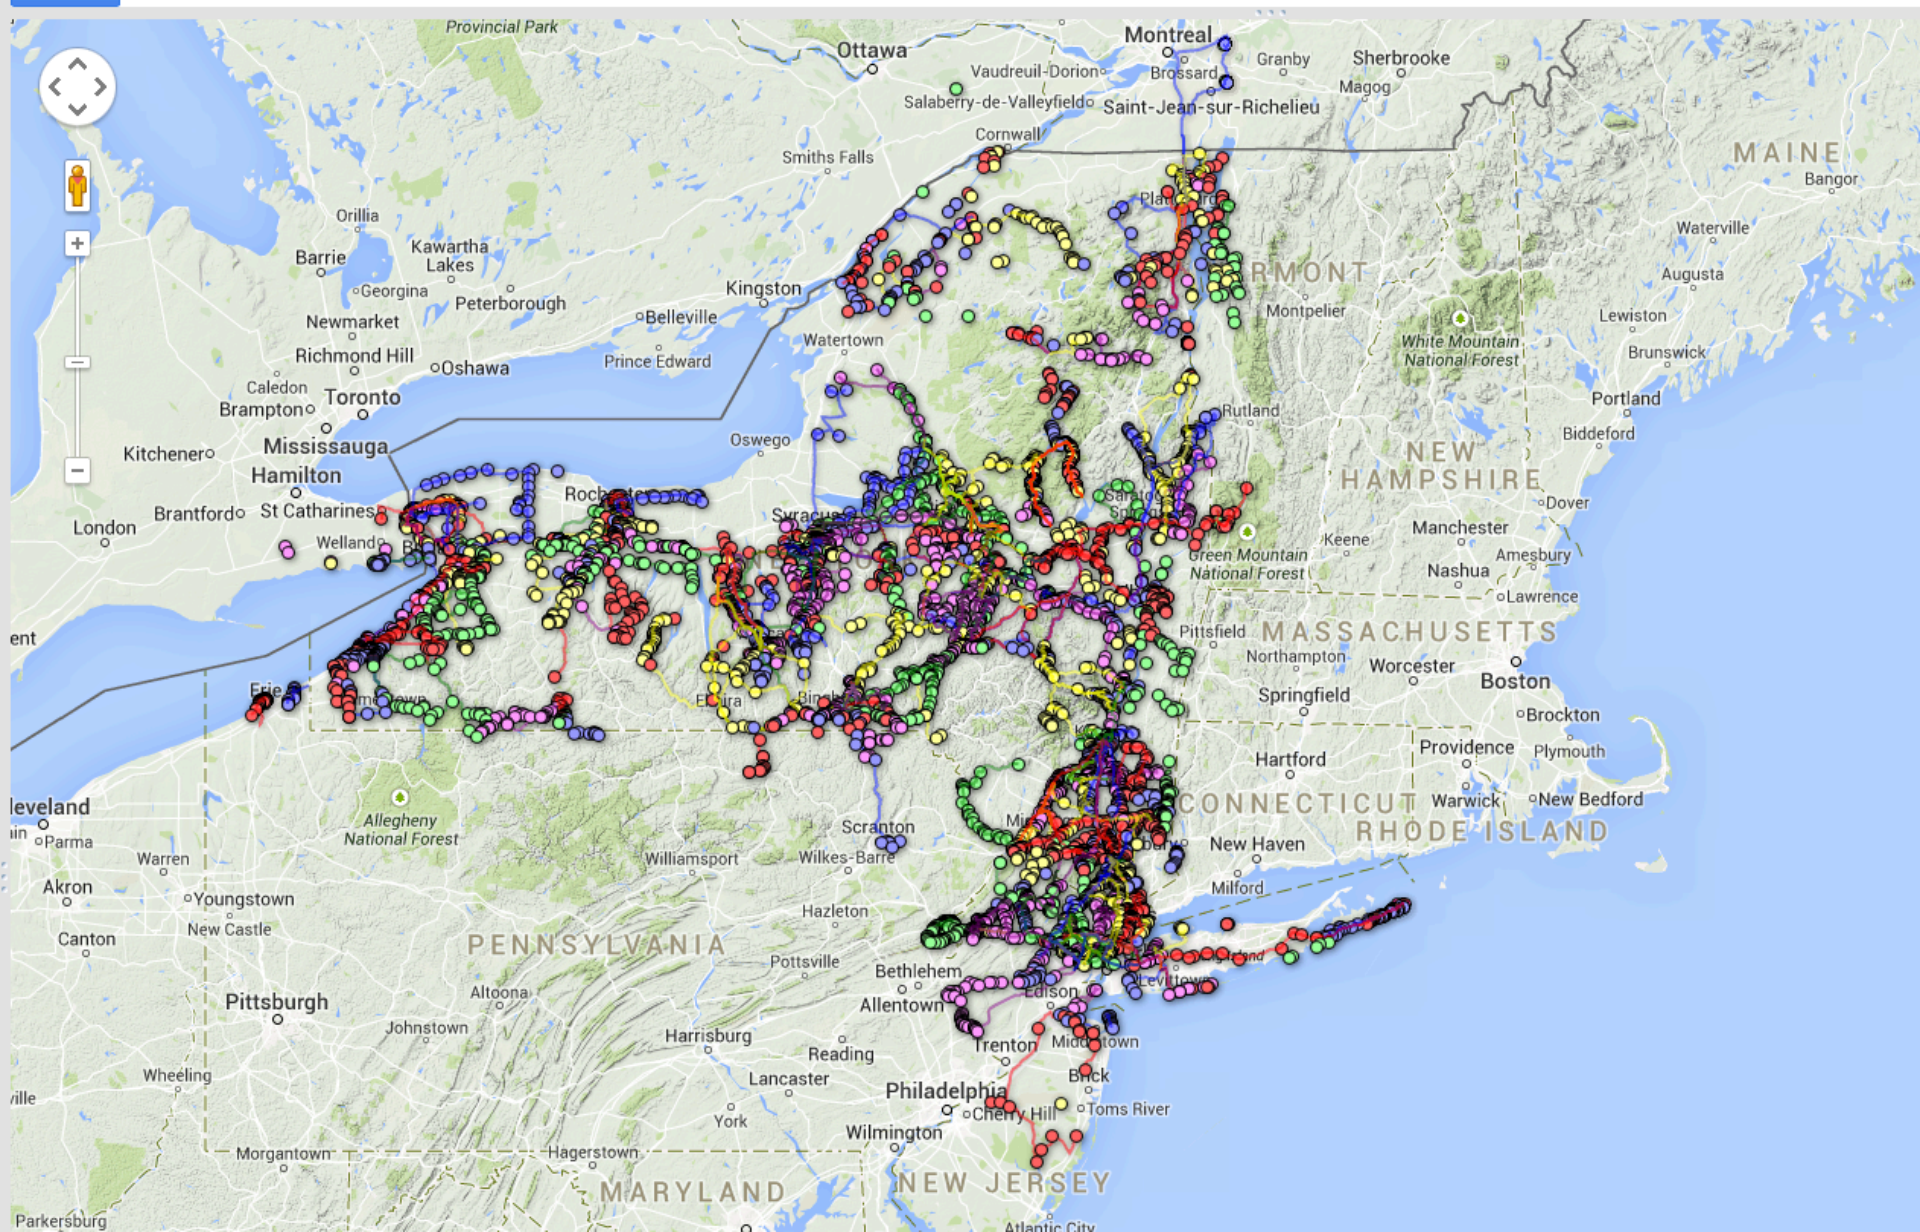 Provincial Park
Ottawa
Montreal
Vaudreuil-Dorion
Brossard
Granby
Sherbrooke
Magog
Salaberry-de-Valleyfield
Saint-Jean-sur-Richelieu
Cornwall
Smiths Falls
MAINE
Bangor
Orillia
Barrie
Kawartha
Lakes
Georgina
Peterborough
Kingston
Belleville
Newmarket
Richmond Hill
Oshawa
Prince Edward
Watertown
RMONT
Montpelier
Waterville
Augusta
Lewiston
Brunswick
White Mountain
National Forest
Portland
Biddeford
Caledon
Brampton
Toronto
Mississauga
Kitchener
Hamilton
Brantford
St Catharines
London
Welland
Oswego
Rutland
NEW
HAMPSHIRE
Dover
Manchester
Keene
Amesbury
Nashua
Lawrence
Green Mountain
National Forest
Syracus
Pittsfield
MASSACHUSETTS
Northampton
Worcester
Boston
Springfield
Brockton
Erie
Hartford
Providence
Plymouth
CONNECTICUT
Warwick
New Bedford
RHODE ISLAND
New Haven
Milford
leveland
ain
Parma
Akron
Canton
Warren
Youngstown
New Castle
Allegheny
National Forest
Williamsport
Scranton
Wilkes-Barre
Hazleton
PENNSYLVANIA
Pottsville
Bethlehem
Allentown
Edison
Levittown
Pittsburgh
Altoona
Johnstown
Harrisburg
Reading
Trenton
Wheeling
Lancaster
York
Philadelphia
Cherry Hill
Brick
Toms River
Wilmington
Morgantown
Hagerstown
MARYLAND
NEW JERSEY
Atlantic City
Parkersburg
ent
ville